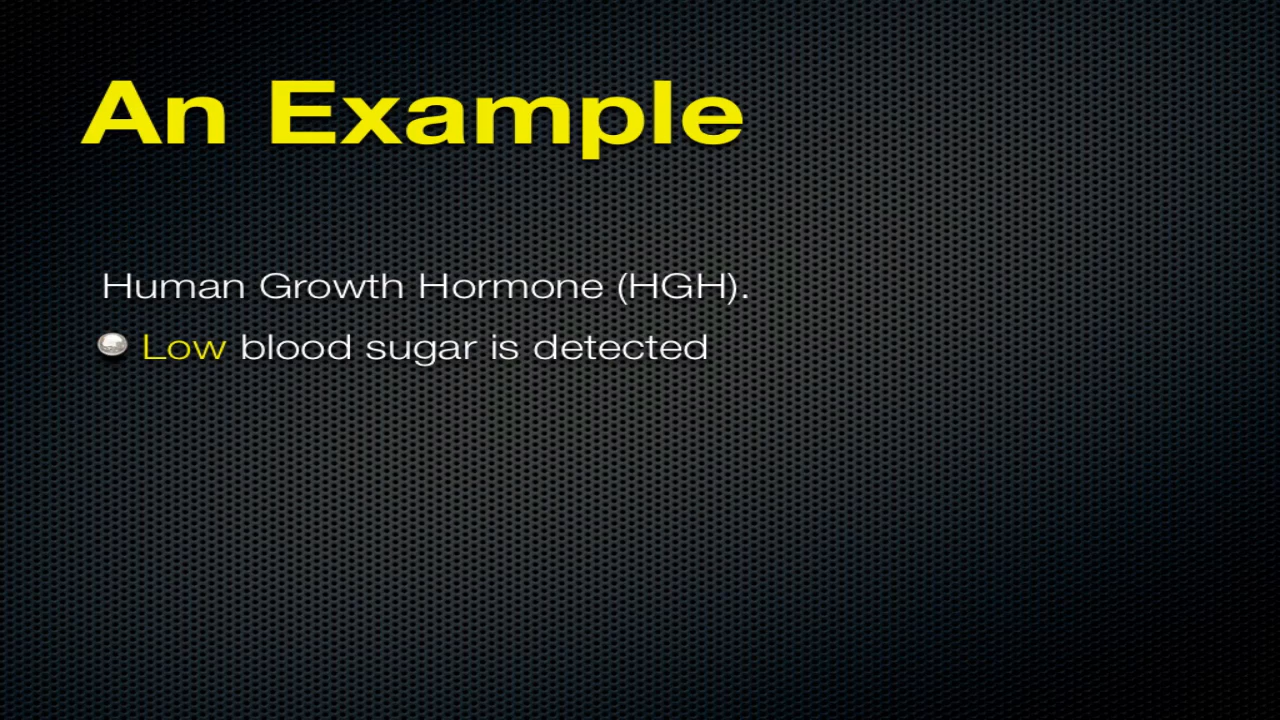 An Example
Human Growth Hormone (HGH).
Low blood sugar is detected